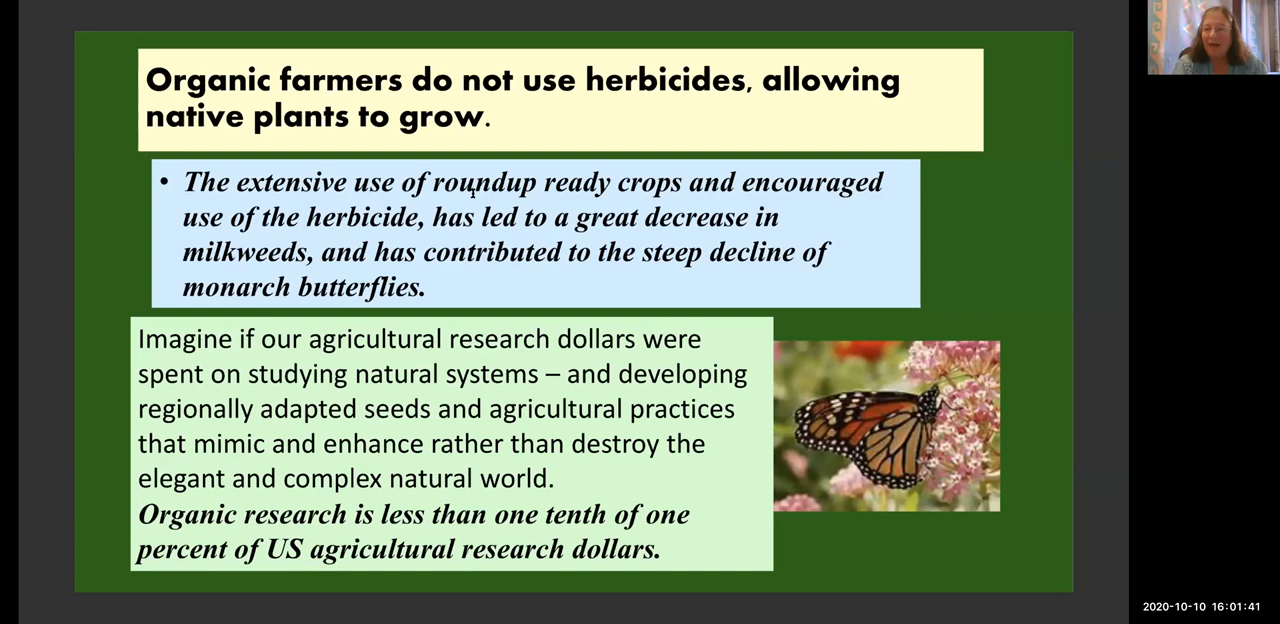 Organic farmers do not use herbicides, allowing
native plants to grow.
• The extensive use of roundup ready crops and encouraged
use of the herbicide, has led to a great decrease in
milkweeds, and has contributed to the steep decline of
monarch butterflies.
Imagine if our agricultural research dollars were
spent on studying natural systems – and developing
regionally adapted seeds and agricultural practices
that mimic and enhance rather than destroy the
elegant and complex natural world.
Organic research is less than one tenth of one
percent of US agricultural research dollars.
2020-10-10 16:01:41